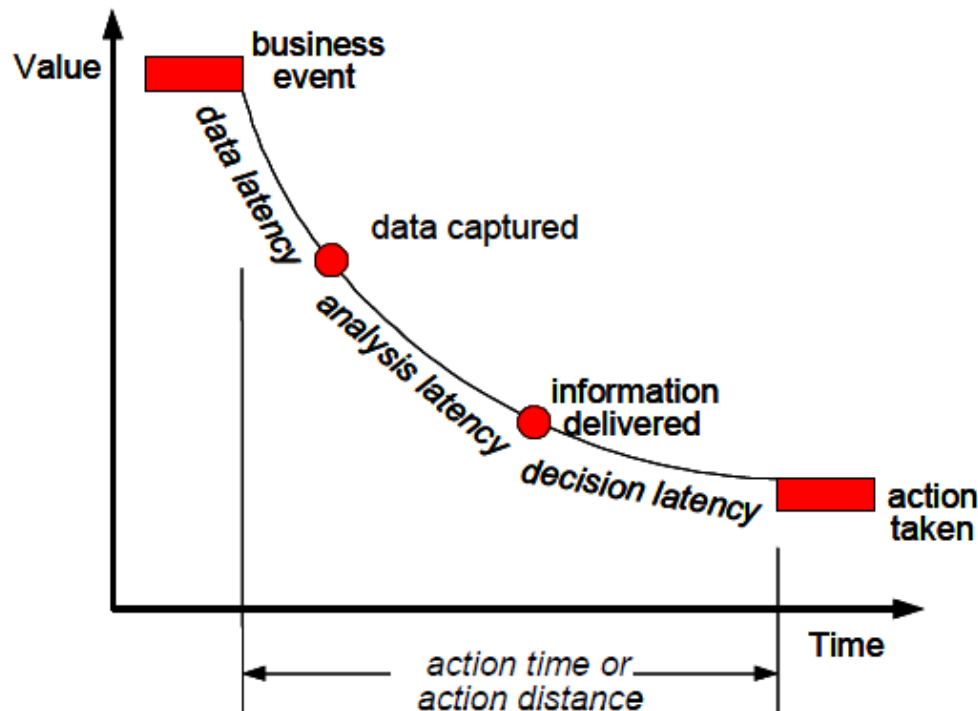 Value
business
event
data latency
data captured
analysis latency
information
delivered
decision latency
action
taken
Time
action time or
action distance